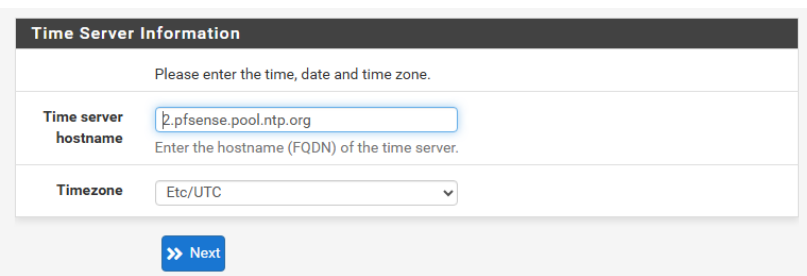 Time Server Information
Please enter the time, date and time zone.
Time server
hostname
2.pfsense.pool.ntp.org
Enter the hostname (FQDN) of the time server.
Timezone
Etc/UTC
Next